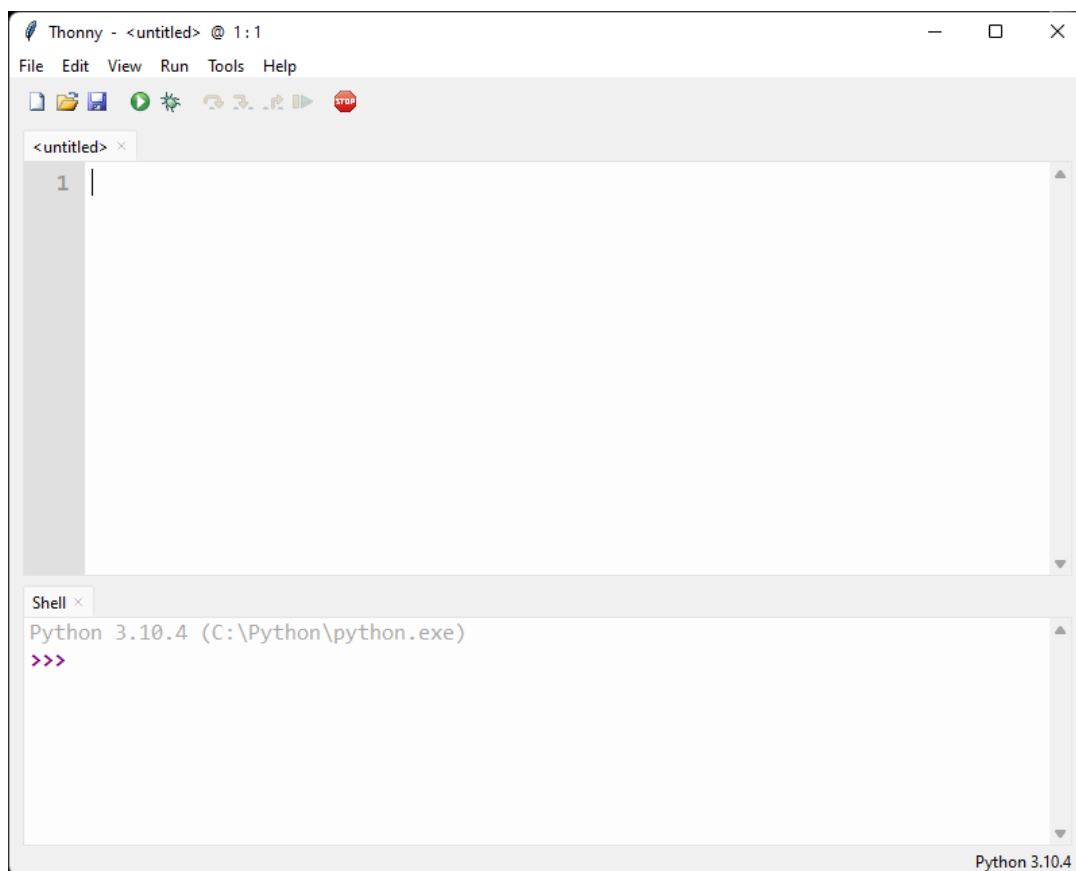 Thonny - <untitled> @ 1:1
File Edit View Run Tools Help
STOP
<untitled> ×
1
Shell ×
Python 3.10.4 (C:\Python\python.exe)
>>>
Python 3.10.4